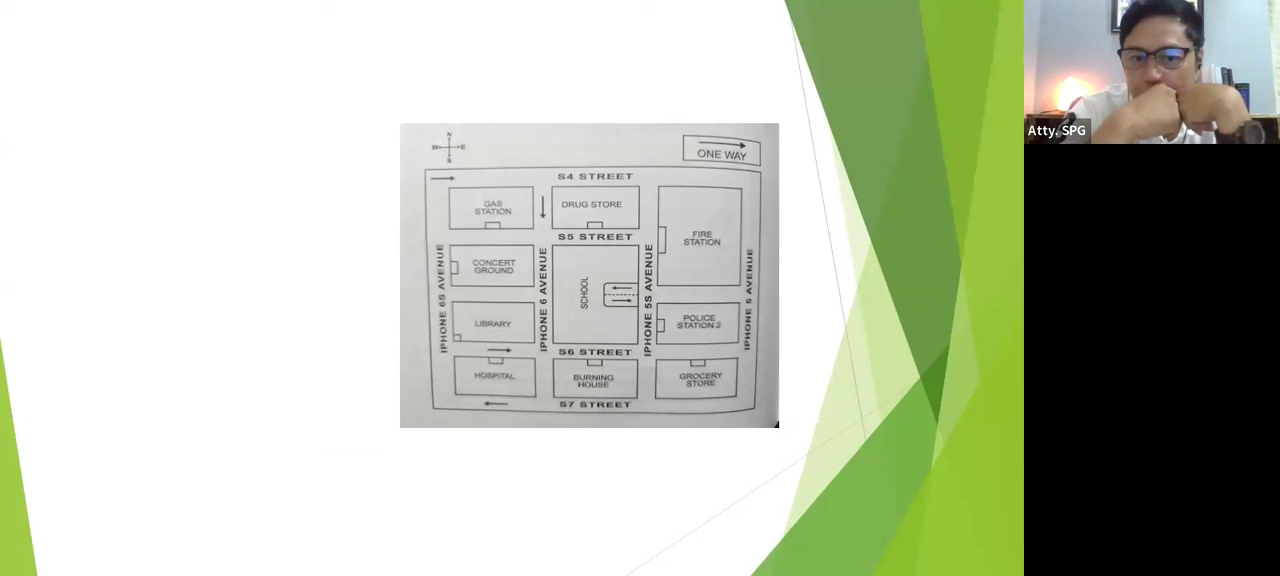 N
W E
S
ONE WAY
S4 STREET
GAS
STATION
DRUG STORE
FIRE
STATION
S5 STREET
IPHONE 6S AVENUE
CONCERT
GROUND
IPHONE 6 AVENUE
SCHOOL
IPHONE 5S AVENUE
IPHONE 5 AVENUE
LIBRARY
POLICE
STATION 2
S6 STREET
HOSPITAL
BURNING
HOUSE
GROCERY
STORE
S7 STREET
Atty. SPG